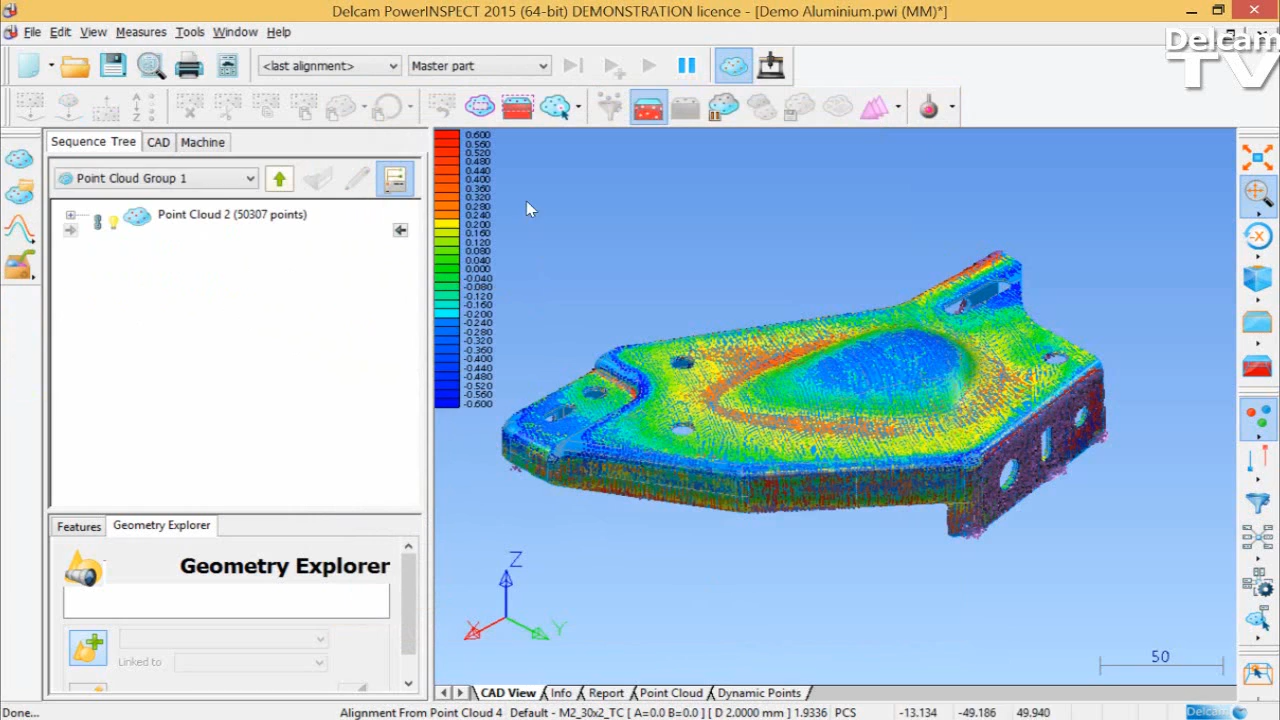 Delcam PowerINSPECT 2015 (64-bit) DEMONSTRATION licence - [Demo Aluminium.pwi (MM)*]
File Edit View Measures Tools Window Help
Delcam
TV
<last alignment> Master part
Sequence Tree CAD Machine
Point Cloud Group 1
Point Cloud 2 (50307 points)
0.600
0.560
0.520
0.480
0.440
0.400
0.360
0.320
0.280
0.240
0.200
0.160
0.120
0.080
0.040
0.000
-0.040
-0.080
-0.120
-0.160
-0.200
-0.240
-0.280
-0.320
-0.360
-0.400
-0.440
-0.480
-0.520
-0.560
-0.600
Features Geometry Explorer
Geometry Explorer
Linked to
Z
X
Y
50
CAD View Info Report Point Cloud Dynamic Points
Done... Alignment From Point Cloud 4 Default - M2_30x2_TC [ A=0.0 B=0.0 ] [ D 2.0000 mm ] 1.9336 PCS -13.134 -49.186 49.940 Delcam